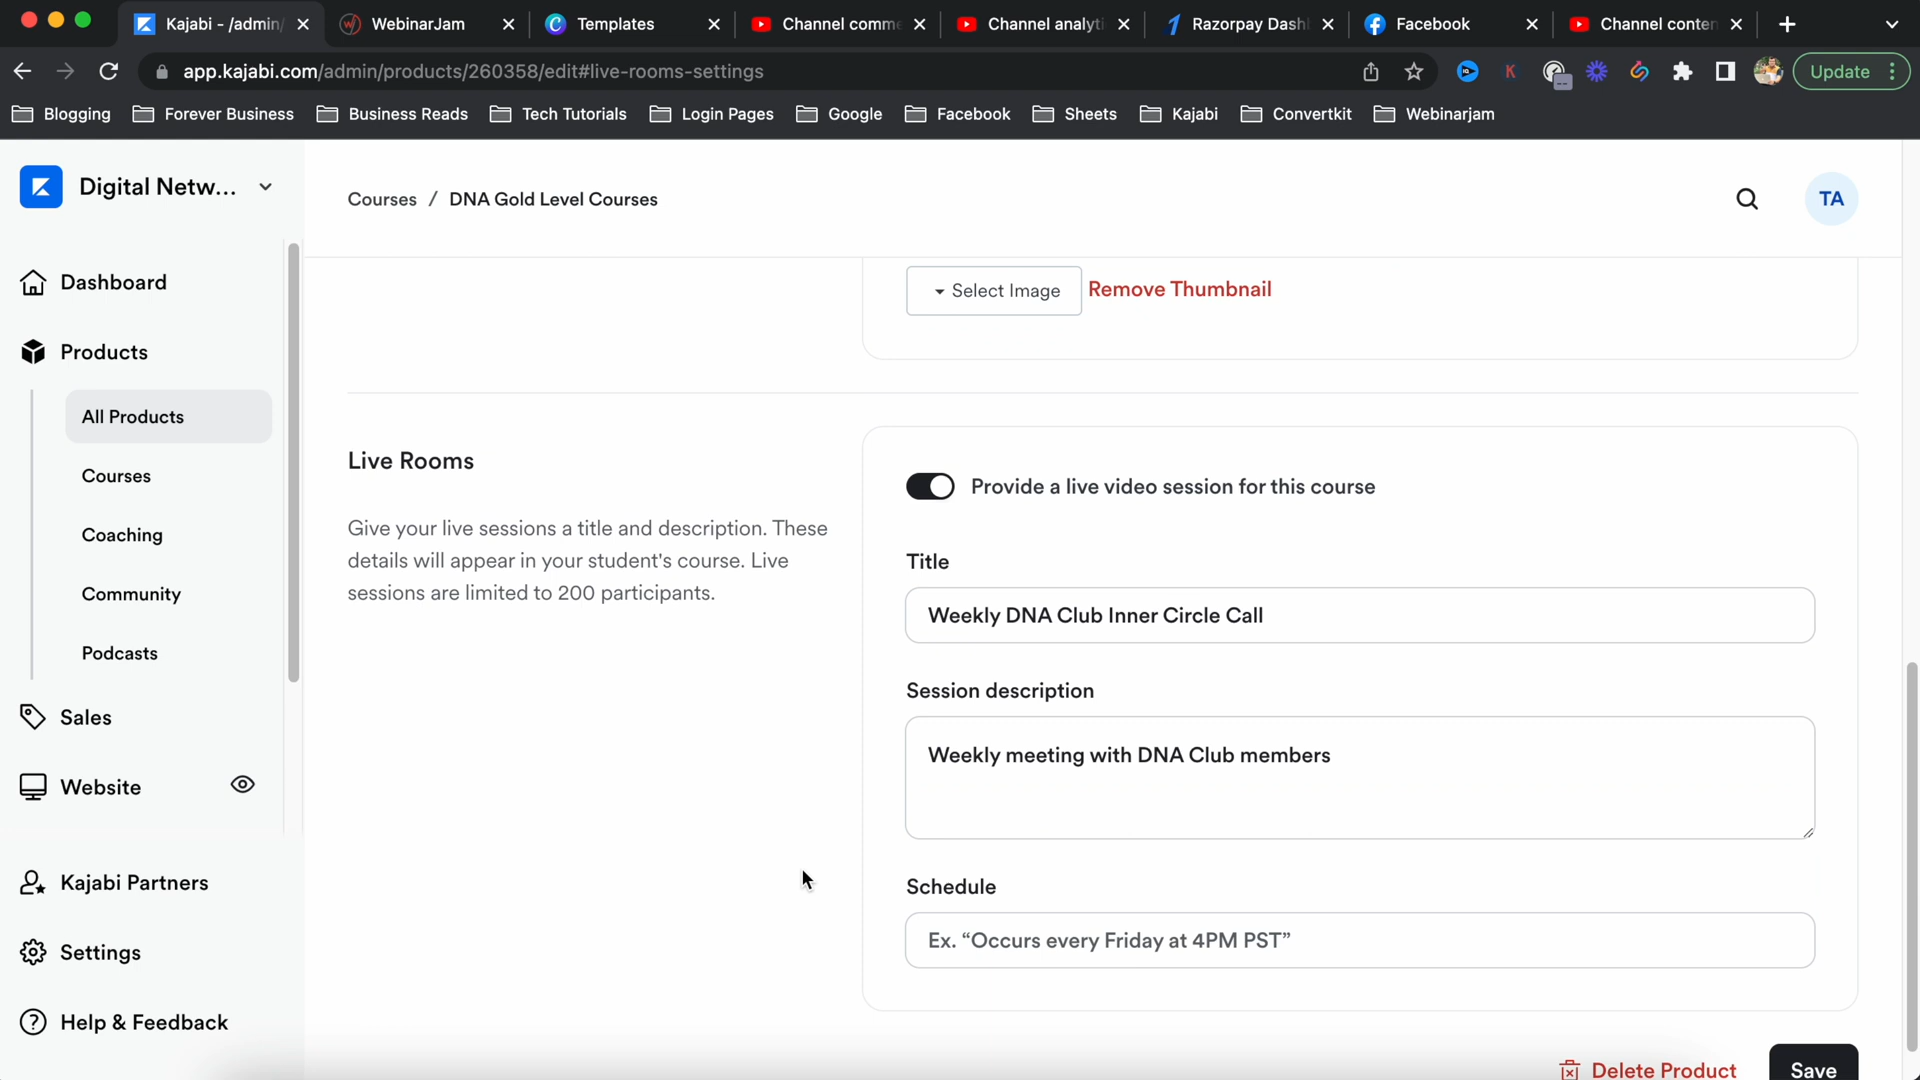 Kajabi - /admin/
WebinarJam
Templates
Channel comme
Channel analyti
Razorpay Dash
Facebook
Channel conten
app.kajabi.com/admin/products/260358/edit#live-rooms-settings
Update
Blogging
Forever Business
Business Reads
Tech Tutorials
Login Pages
Google
Facebook
Sheets
Kajabi
Convertkit
Webinarjam
Digital Netw...
Courses / DNA Gold Level Courses
TA
Dashboard
Products
All Products
Courses
Coaching
Community
Podcasts
Sales
Website
Kajabi Partners
Settings
Help & Feedback
Select Image
Remove Thumbnail
Live Rooms
Give your live sessions a title and description. These
details will appear in your student's course. Live
sessions are limited to 200 participants.
Provide a live video session for this course
Title
Weekly DNA Club Inner Circle Call
Session description
Weekly meeting with DNA Club members
Schedule
Ex. “Occurs every Friday at 4PM PST”
Delete Product
Save